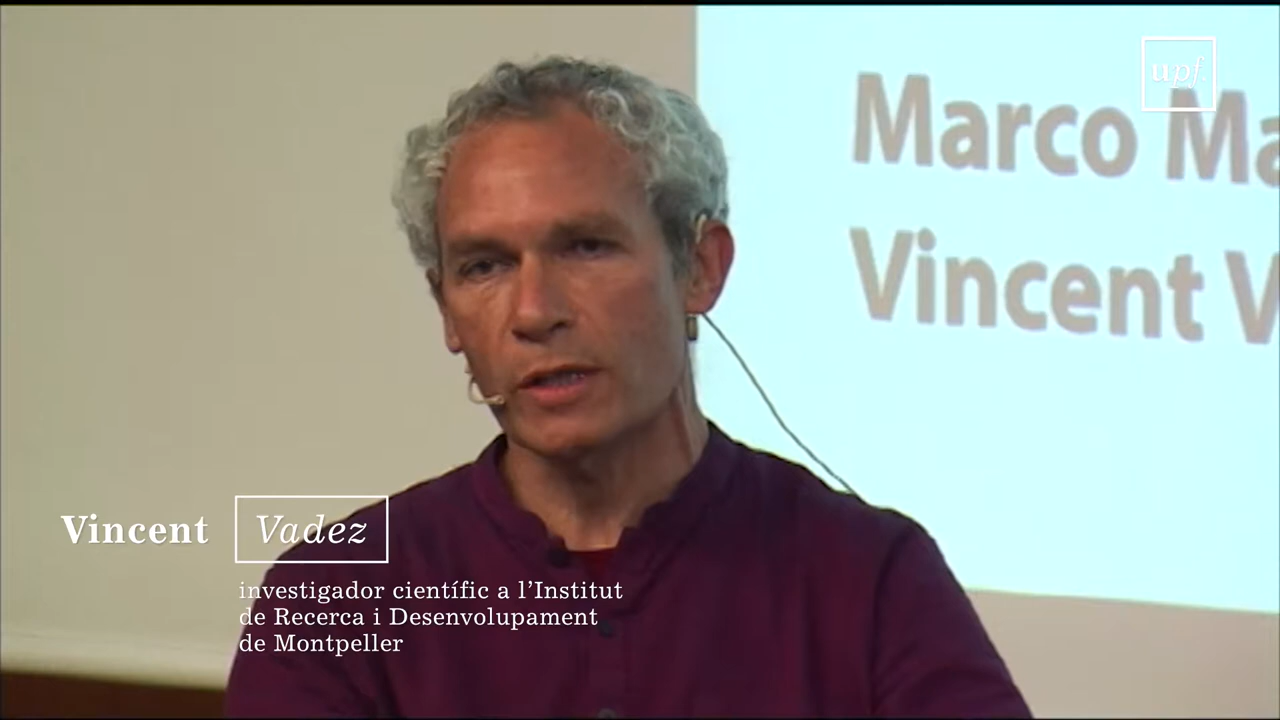 upf.
Marco Ma
Vincent V
Vincent Vadez
investigador científic a l’Institut
de Recerca i Desenvolupament
de Montpeller